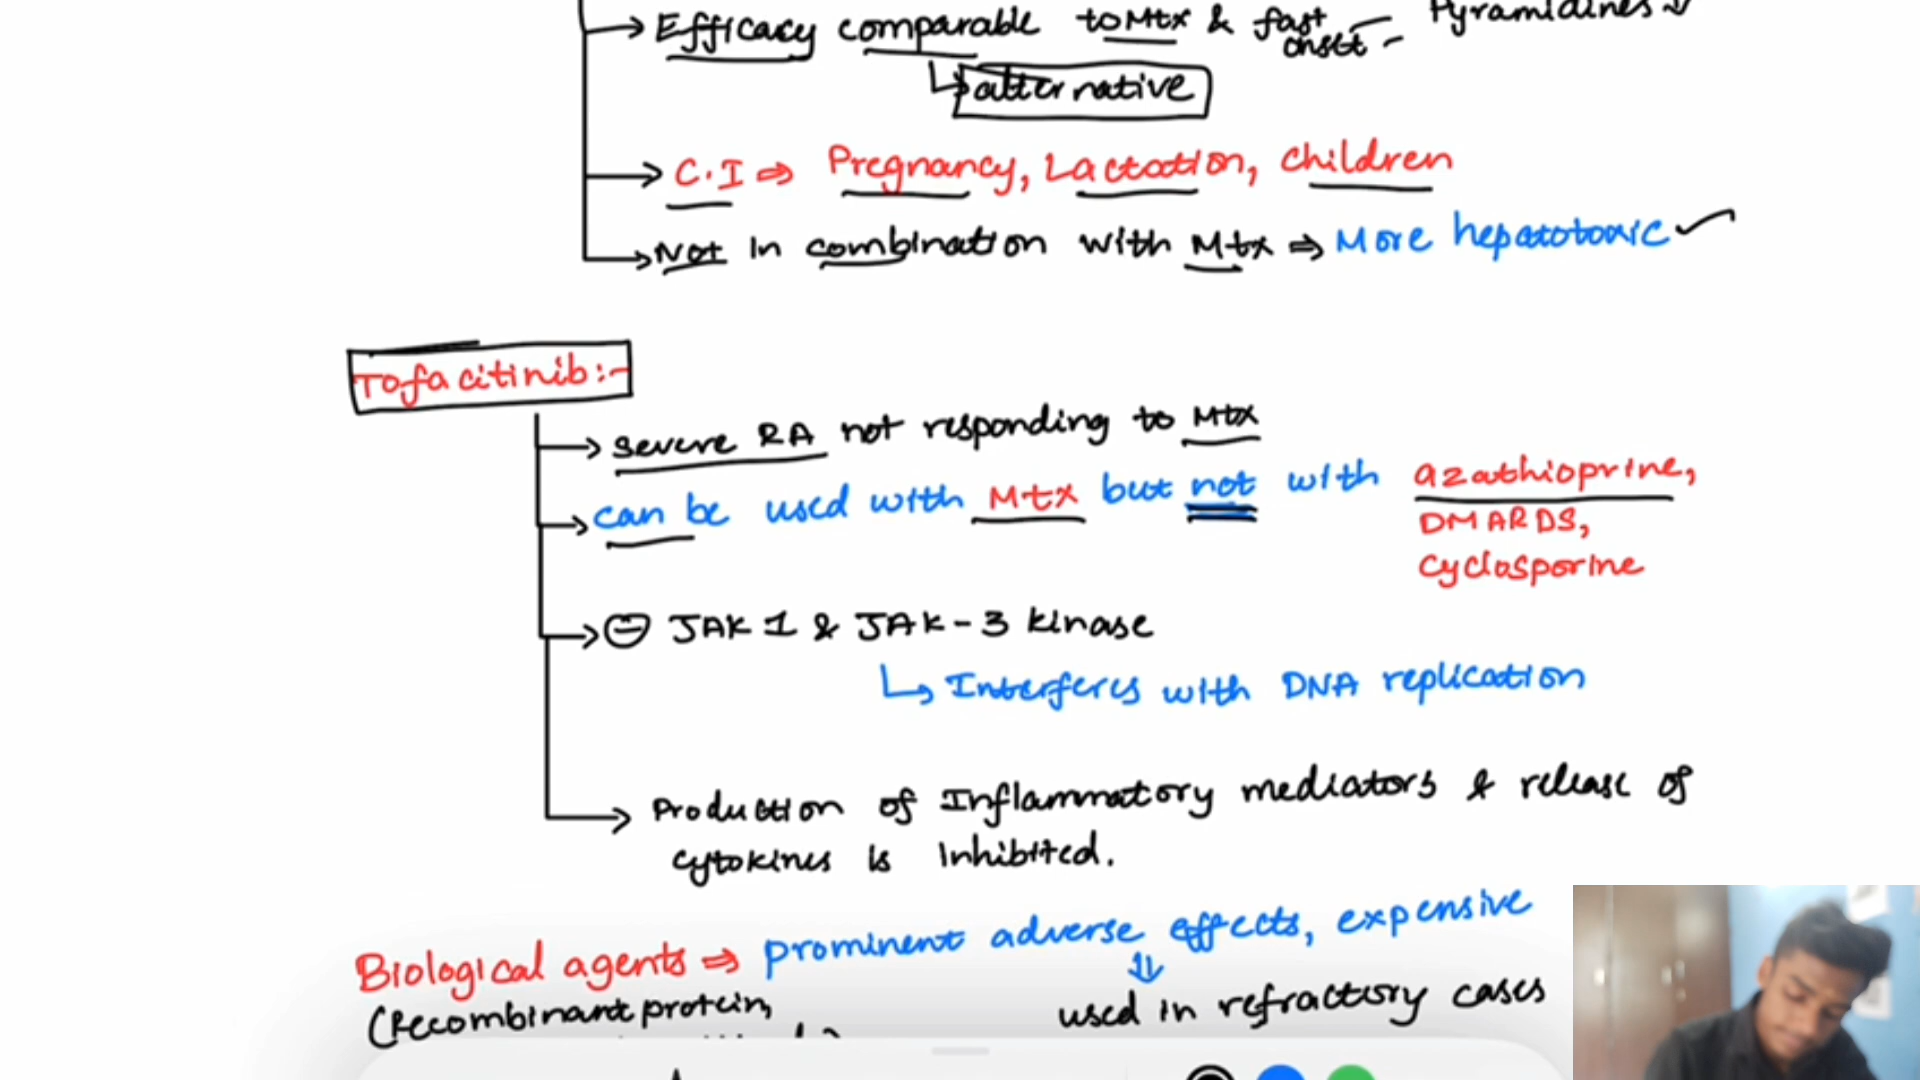 Efficacy comparable to Mtx & fast onset - Pyramidines ↓
alternative
C.I ⇒ Pregnancy, Lactation, children
Not in combination with Mtx ⇒ More hepatotoxic
Tofacitinib:-
severe RA not responding to Mtx
can be used with Mtx but not with azathioprine,
DMARDS,
cyclosporine
JAK 1 & JAK-3 kinase
Interferes with DNA replication
Production of Inflammatory mediators & release of
cytokines is Inhibited.
Biological agents ⇒ prominent adverse effects, expensive
(Recombinant protein,
used in refractory cases